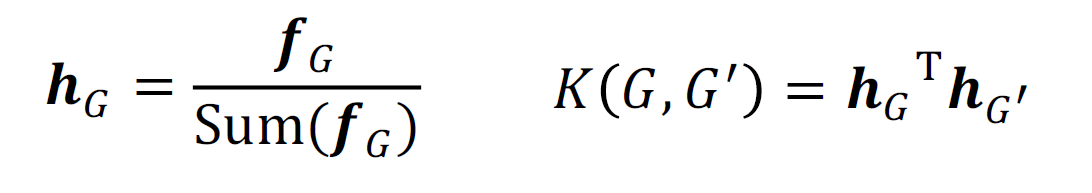 𝒉_G = 𝒇_G / Sum(𝒇_G)    K(G, G′) = 𝒉_G^T 𝒉_G′